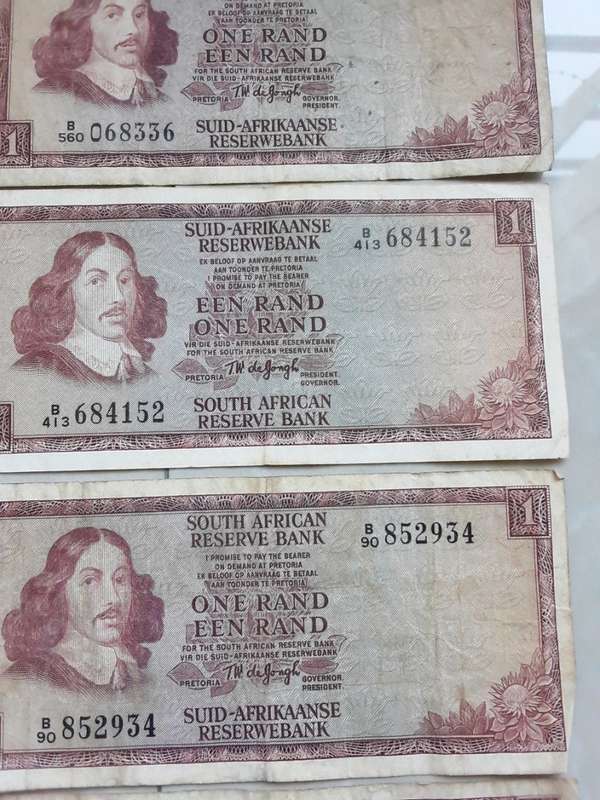 ON DEMAND AT PRETORIA
EK BELOOF OP AANVRAAG TE BETAAL
AAN TOONDER TE PRETORIA
ONE RAND
EEN RAND
FOR THE SOUTH AFRICAN RESERVE BANK
VIR DIE SUID-AFRIKAANSE RESERWEBANK
PRETORIA T.W. de Jongh GOVERNOR.
PRESIDENT.
B/560 068336
SUID-AFRIKAANSE
RESERWEBANK
1
SUID-AFRIKAANSE
RESERWEBANK
B/413 684152
1
EK BELOOF OP AANVRAAG TE BETAAL
AAN TOONDER TE PRETORIA
I PROMISE TO PAY THE BEARER
ON DEMAND AT PRETORIA
EEN RAND
ONE RAND
VIR DIE SUID-AFRIKAANSE RESERWEBANK
FOR THE SOUTH AFRICAN RESERVE BANK
PRETORIA T.W. de Jongh PRESIDENT.
GOVERNOR.
B/413 684152
SOUTH AFRICAN
RESERVE BANK
SOUTH AFRICAN
RESERVE BANK
B/90 852934
1
I PROMISE TO PAY THE BEARER
ON DEMAND AT PRETORIA
EK BELOOF OP AANVRAAG TE BETAAL
AAN TOONDER TE PRETORIA
ONE RAND
EEN RAND
FOR THE SOUTH AFRICAN RESERVE BANK
VIR DIE SUID-AFRIKAANSE RESERWEBANK
PRETORIA T.W. de Jongh GOVERNOR.
PRESIDENT.
B/90 852934
SUID-AFRIKAANSE
RESERWEBANK